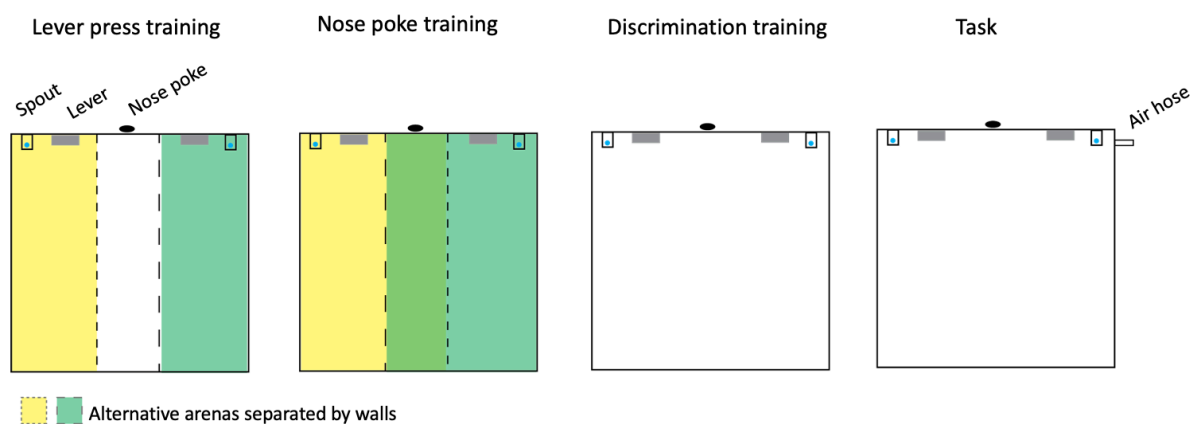 Lever press training
Nose poke training
Discrimination training
Task
Spout
Lever
Nose poke
Air hose
Alternative arenas separated by walls